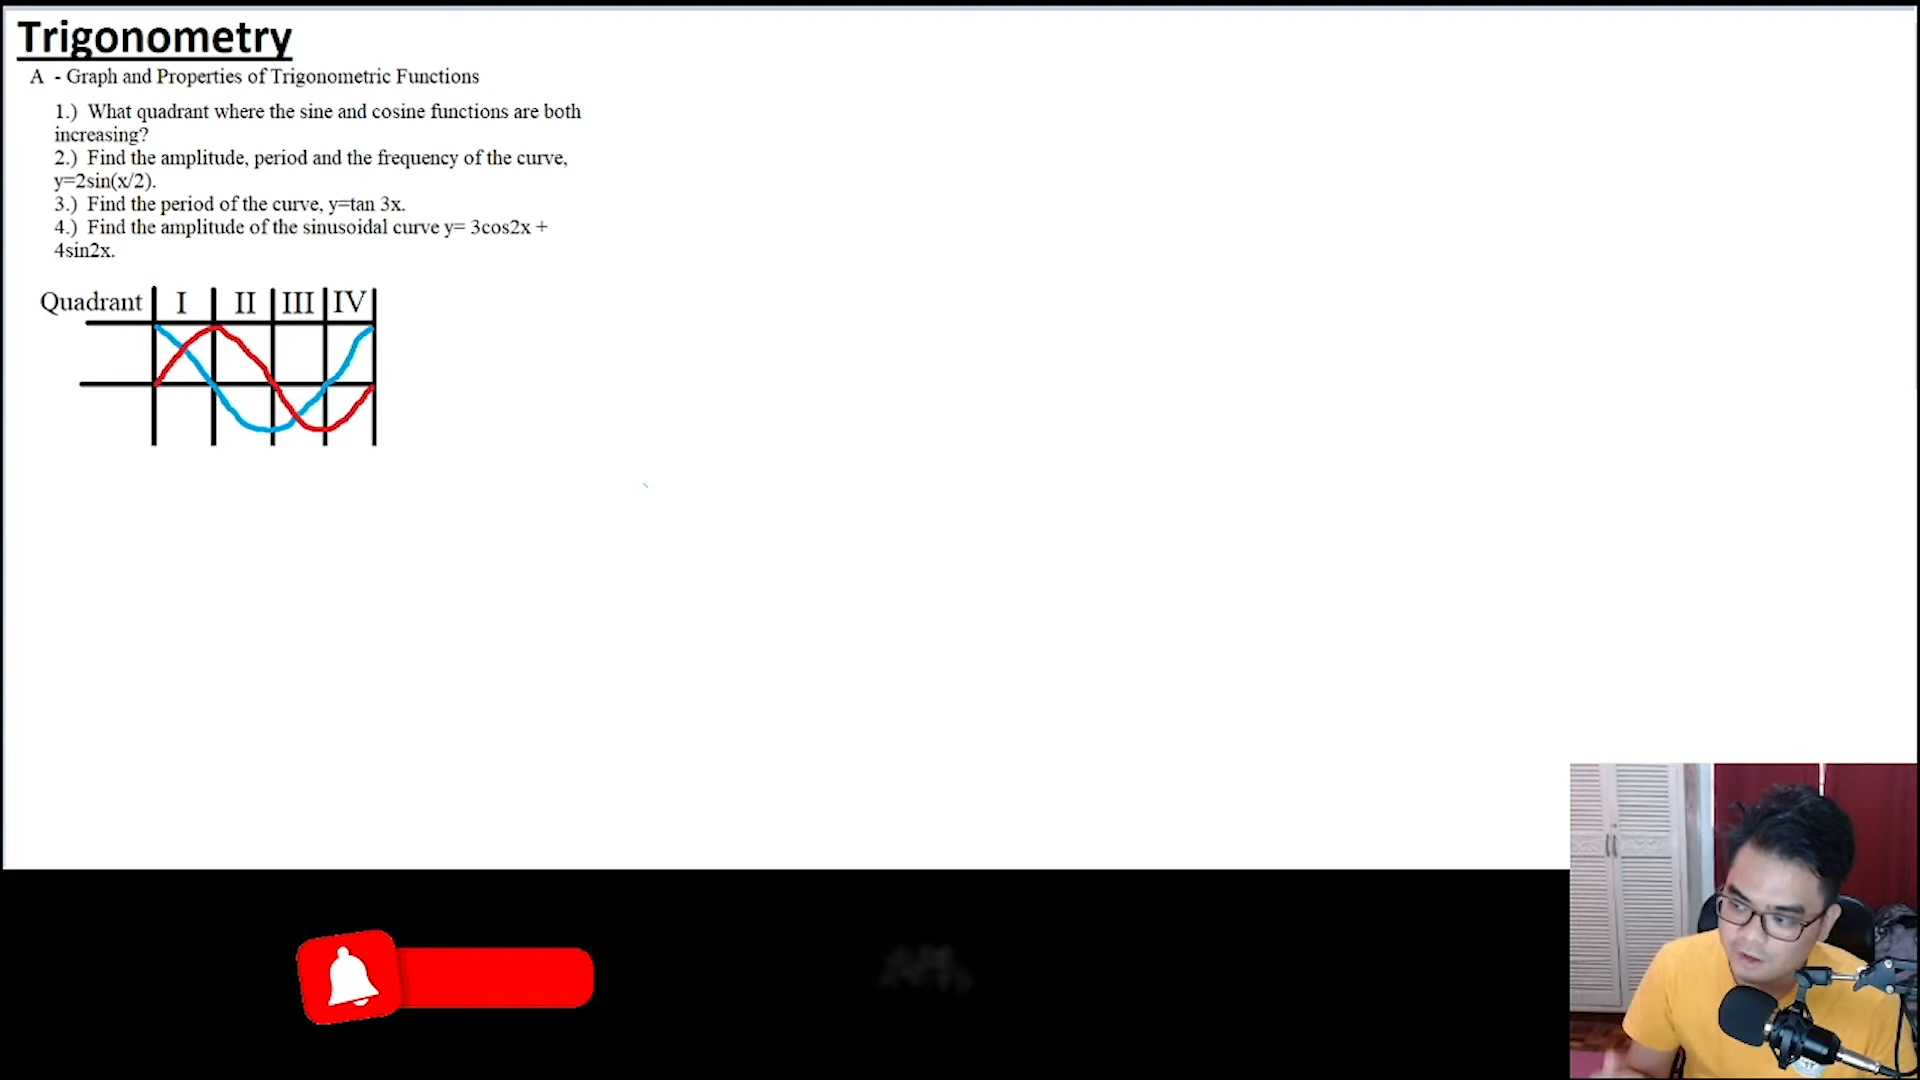 Trigonometry
A - Graph and Properties of Trigonometric Functions
1.) What quadrant where the sine and cosine functions are both
increasing?
2.) Find the amplitude, period and the frequency of the curve,
y=2sin(x/2).
3.) Find the period of the curve, y=tan 3x.
4.) Find the amplitude of the sinusoidal curve y= 3cos2x +
4sin2x.
Quadrant I II III IV